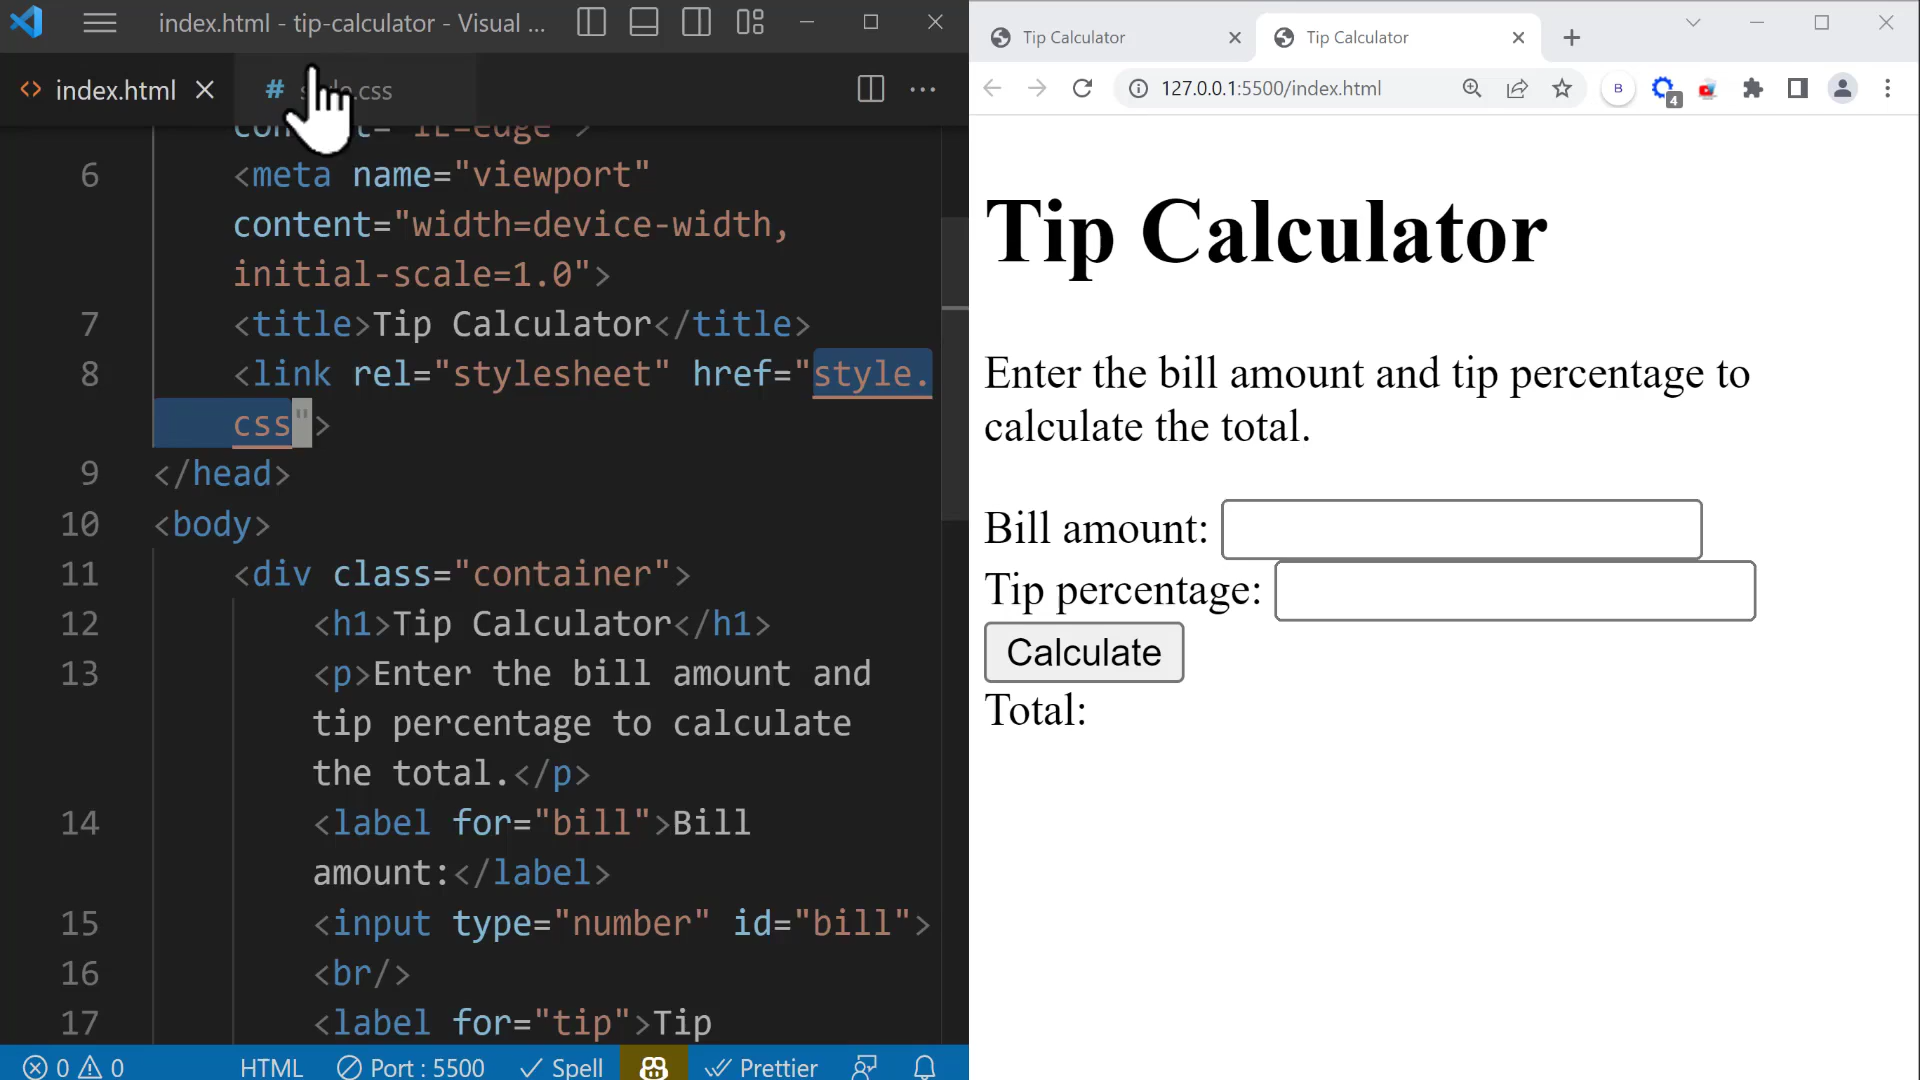 index.html - tip-calculator - Visual ...
index.html
# .css
content="IE=edge">
6 <meta name="viewport"
content="width=device-width,
initial-scale=1.0">
7 <title>Tip Calculator</title>
8 <link rel="stylesheet" href="style.
css">
9 </head>
10 <body>
11 <div class="container">
12 <h1>Tip Calculator</h1>
13 <p>Enter the bill amount and
tip percentage to calculate
the total.</p>
14 <label for="bill">Bill
amount:</label>
15 <input type="number" id="bill">
16 <br/>
17 <label for="tip">Tip
0 0 HTML Port : 5500 Spell Prettier
Tip Calculator
Tip Calculator
127.0.0.1:5500/index.html
B
4
Tip Calculator
Enter the bill amount and tip percentage to
calculate the total.
Bill amount:
Tip percentage:
Calculate
Total: